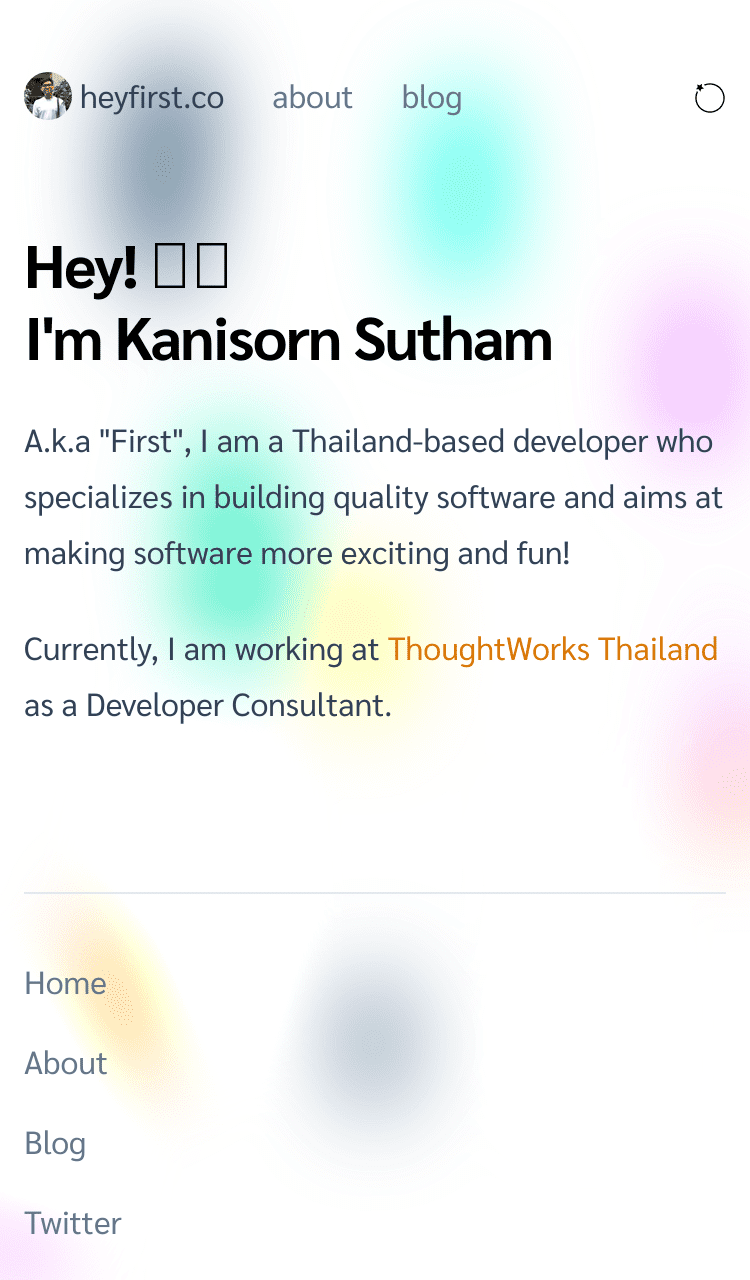 heyfirst.co about blog
Hey!
I'm Kanisorn Sutham
A.k.a "First", I am a Thailand-based developer who
specializes in building quality software and aims at
making software more exciting and fun!
Currently, I am working at ThoughtWorks Thailand
as a Developer Consultant.
Home
About
Blog
Twitter